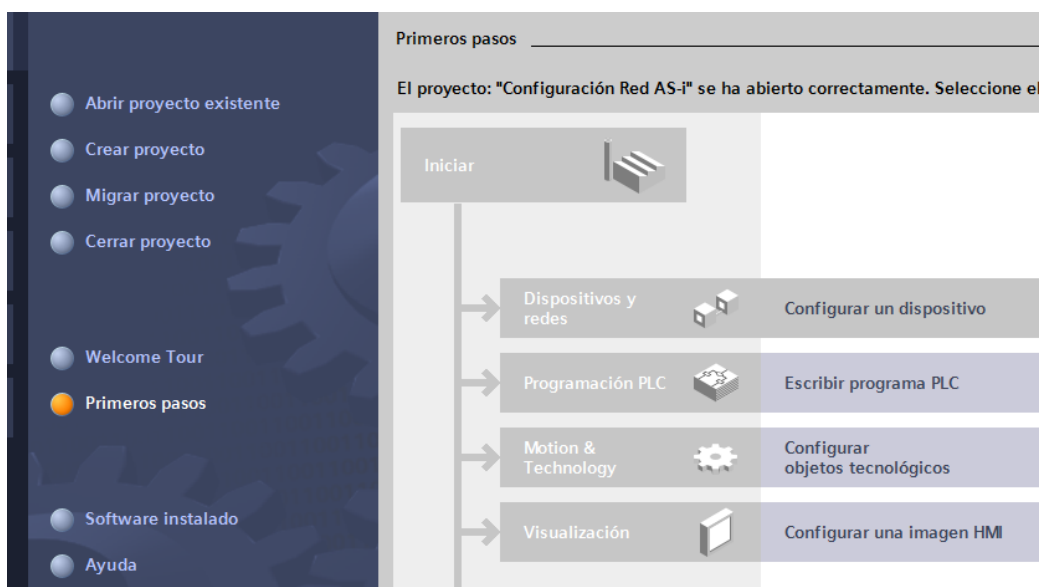 Abrir proyecto existente
Crear proyecto
Migrar proyecto
Cerrar proyecto
Welcome Tour
Primeros pasos
Software instalado
Ayuda
Primeros pasos
El proyecto: "Configuración Red AS-i" se ha abierto correctamente. Seleccione el
Iniciar
Dispositivos y
redes
Configurar un dispositivo
Programación PLC
Escribir programa PLC
Motion &
Technology
Configurar
objetos tecnológicos
Visualización
Configurar una imagen HMI